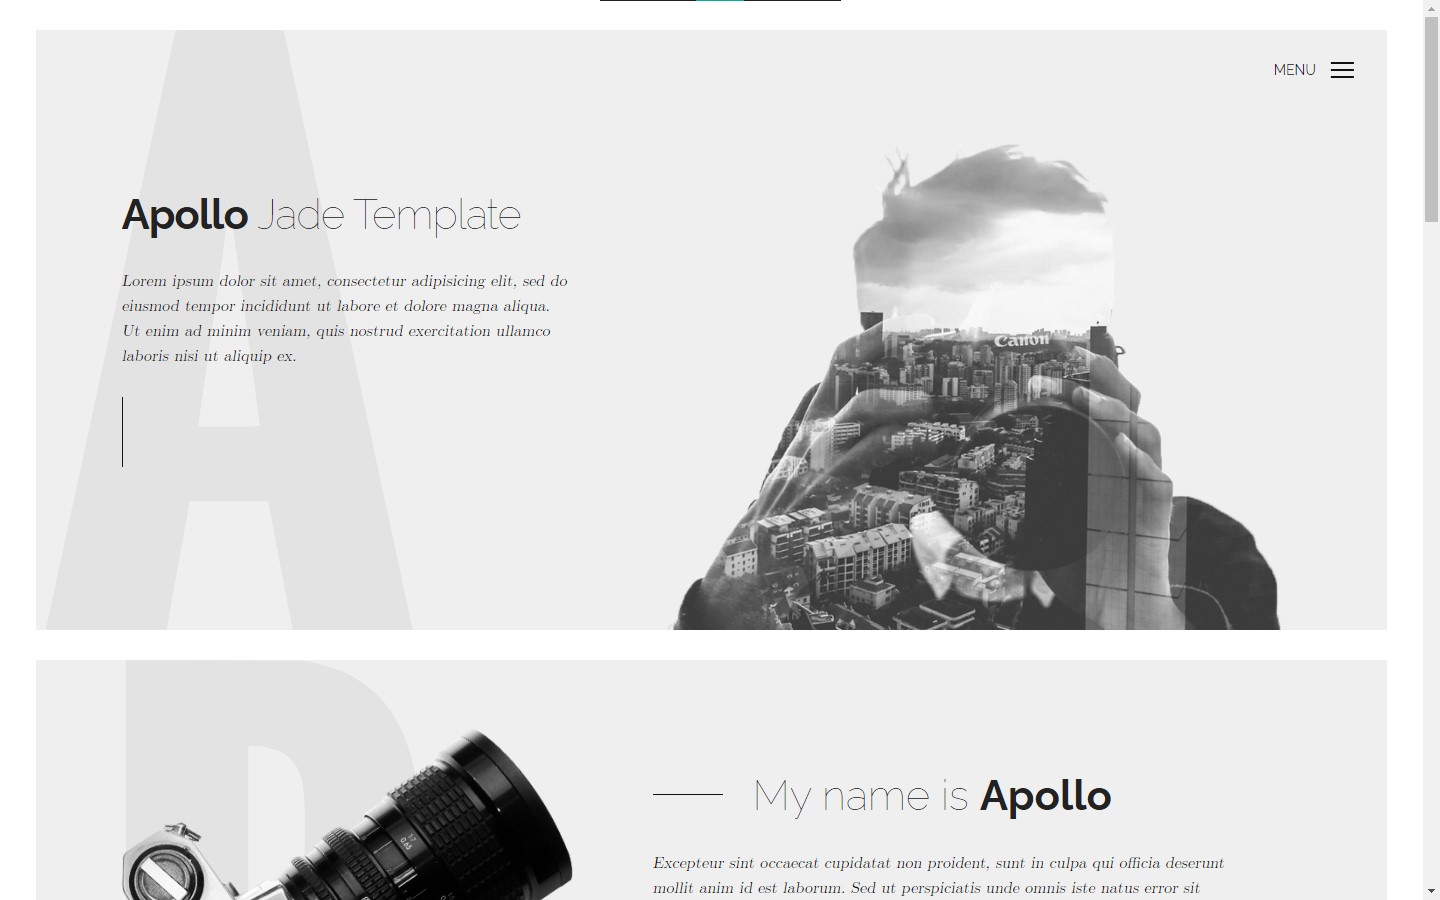 MENU
Apollo Jade Template
Lorem ipsum dolor sit amet, consectetur adipisicing elit, sed do
eiusmod tempor incididunt ut labore et dolore magna aliqua.
Ut enim ad minim veniam, quis nostrud exercitation ullamco
laboris nisi ut aliquip ex.
A
Canon
My name is Apollo
Excepteur sint occaecat cupidatat non proident, sunt in culpa qui officia deserunt
mollit anim id est laborum. Sed ut perspiciatis unde omnis iste natus error sit